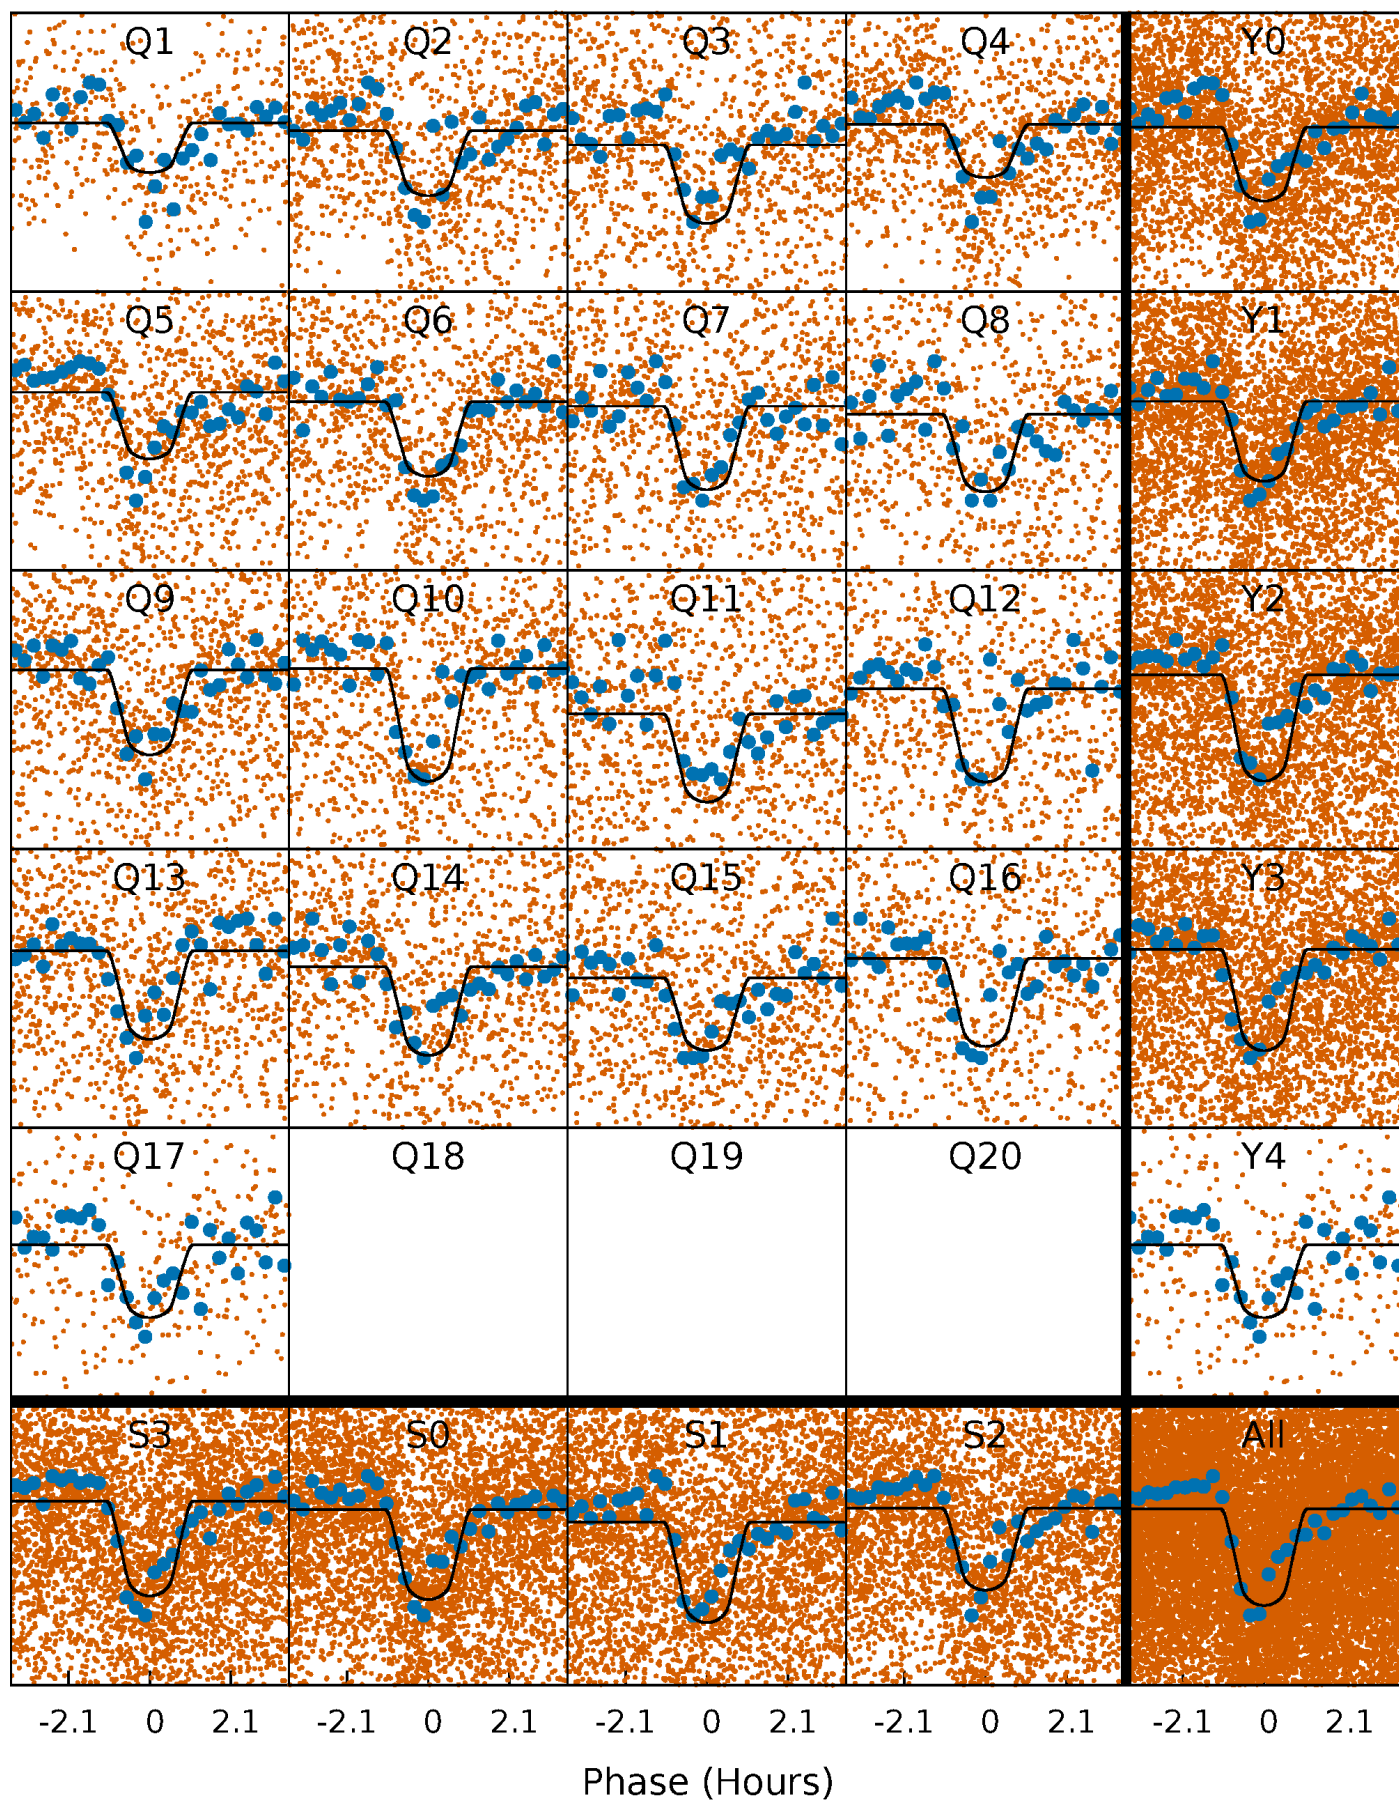 Q1 Q2 Q3 Q4 Y0
Q5 Q6 Q7 Q8 Y1
Q9 Q10 Q11 Q12 Y2
Q13 Q14 Q15 Q16 Y3
Q17 Q18 Q19 Q20 Y4
S3 S0 S1 S2 All
-2.1 0 2.1 -2.1 0 2.1 -2.1 0 2.1 -2.1 0 2.1 -2.1 0 2.1
Phase (Hours)